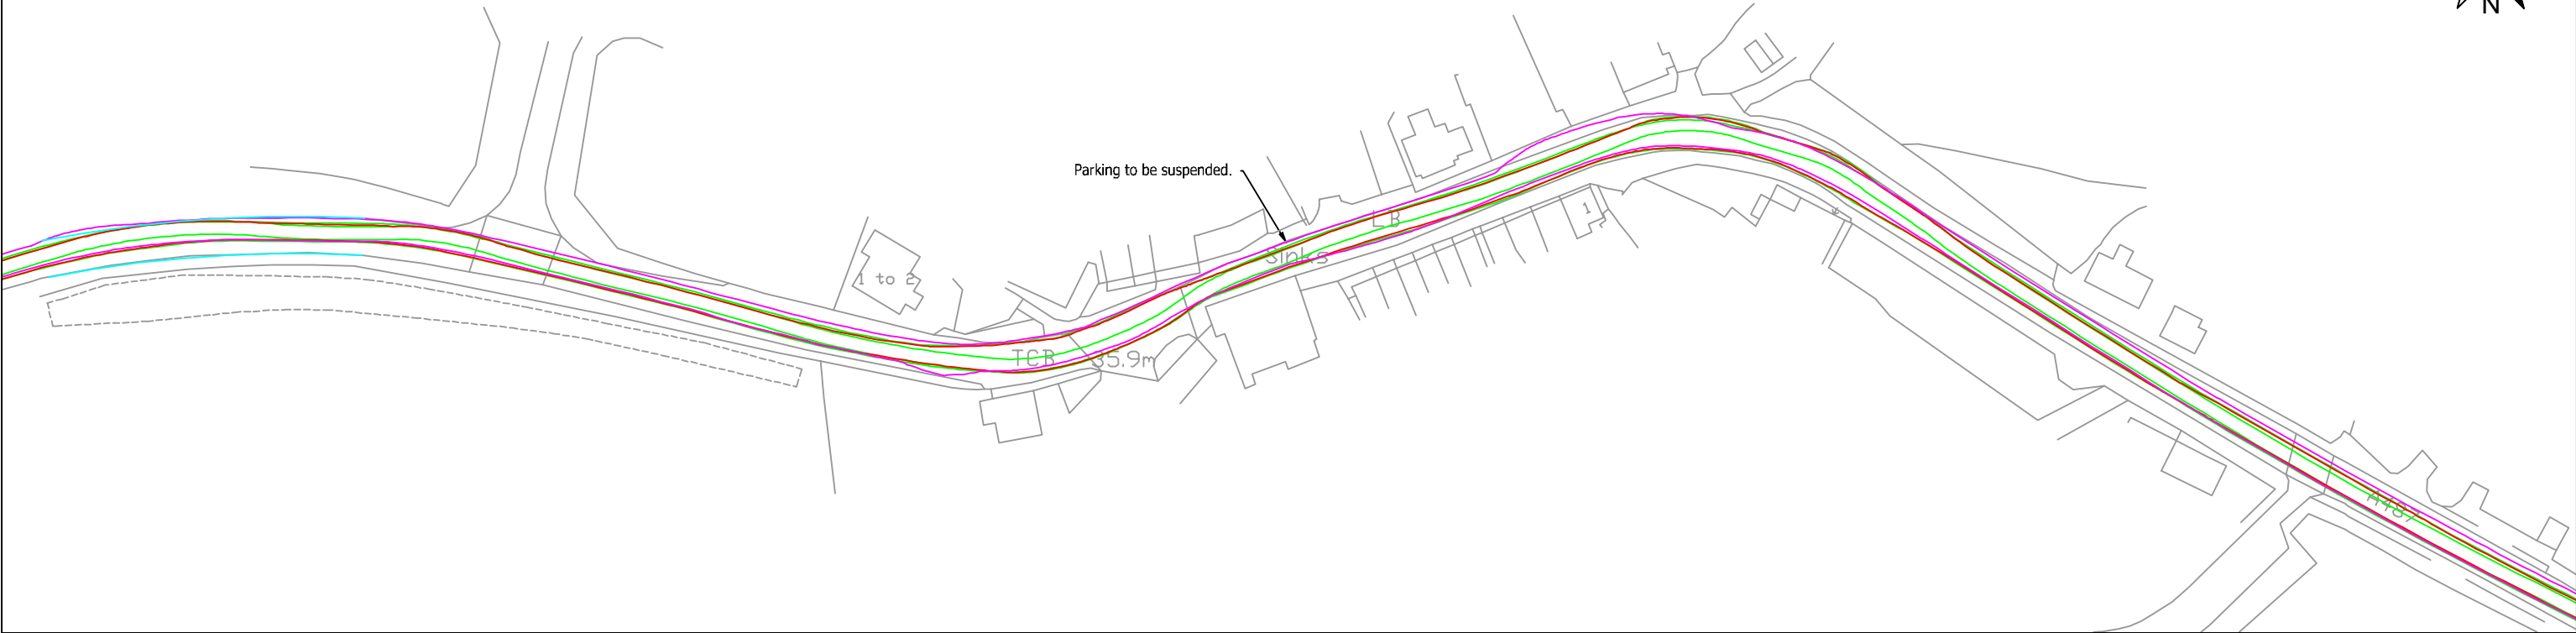 N
Parking to be suspended.
LB
1
Sinks
1 to 2
TCB
35.9m
A487